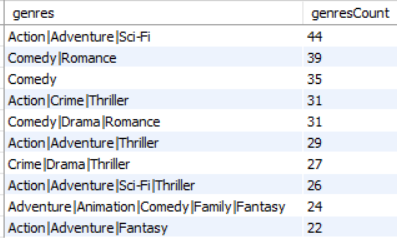 genres genresCount
Action|Adventure|Sci-Fi 44
Comedy|Romance 39
Comedy 35
Action|Crime|Thriller 31
Comedy|Drama|Romance 31
Action|Adventure|Thriller 29
Crime|Drama|Thriller 27
Action|Adventure|Sci-Fi|Thriller 26
Adventure|Animation|Comedy|Family|Fantasy 24
Action|Adventure|Fantasy 22